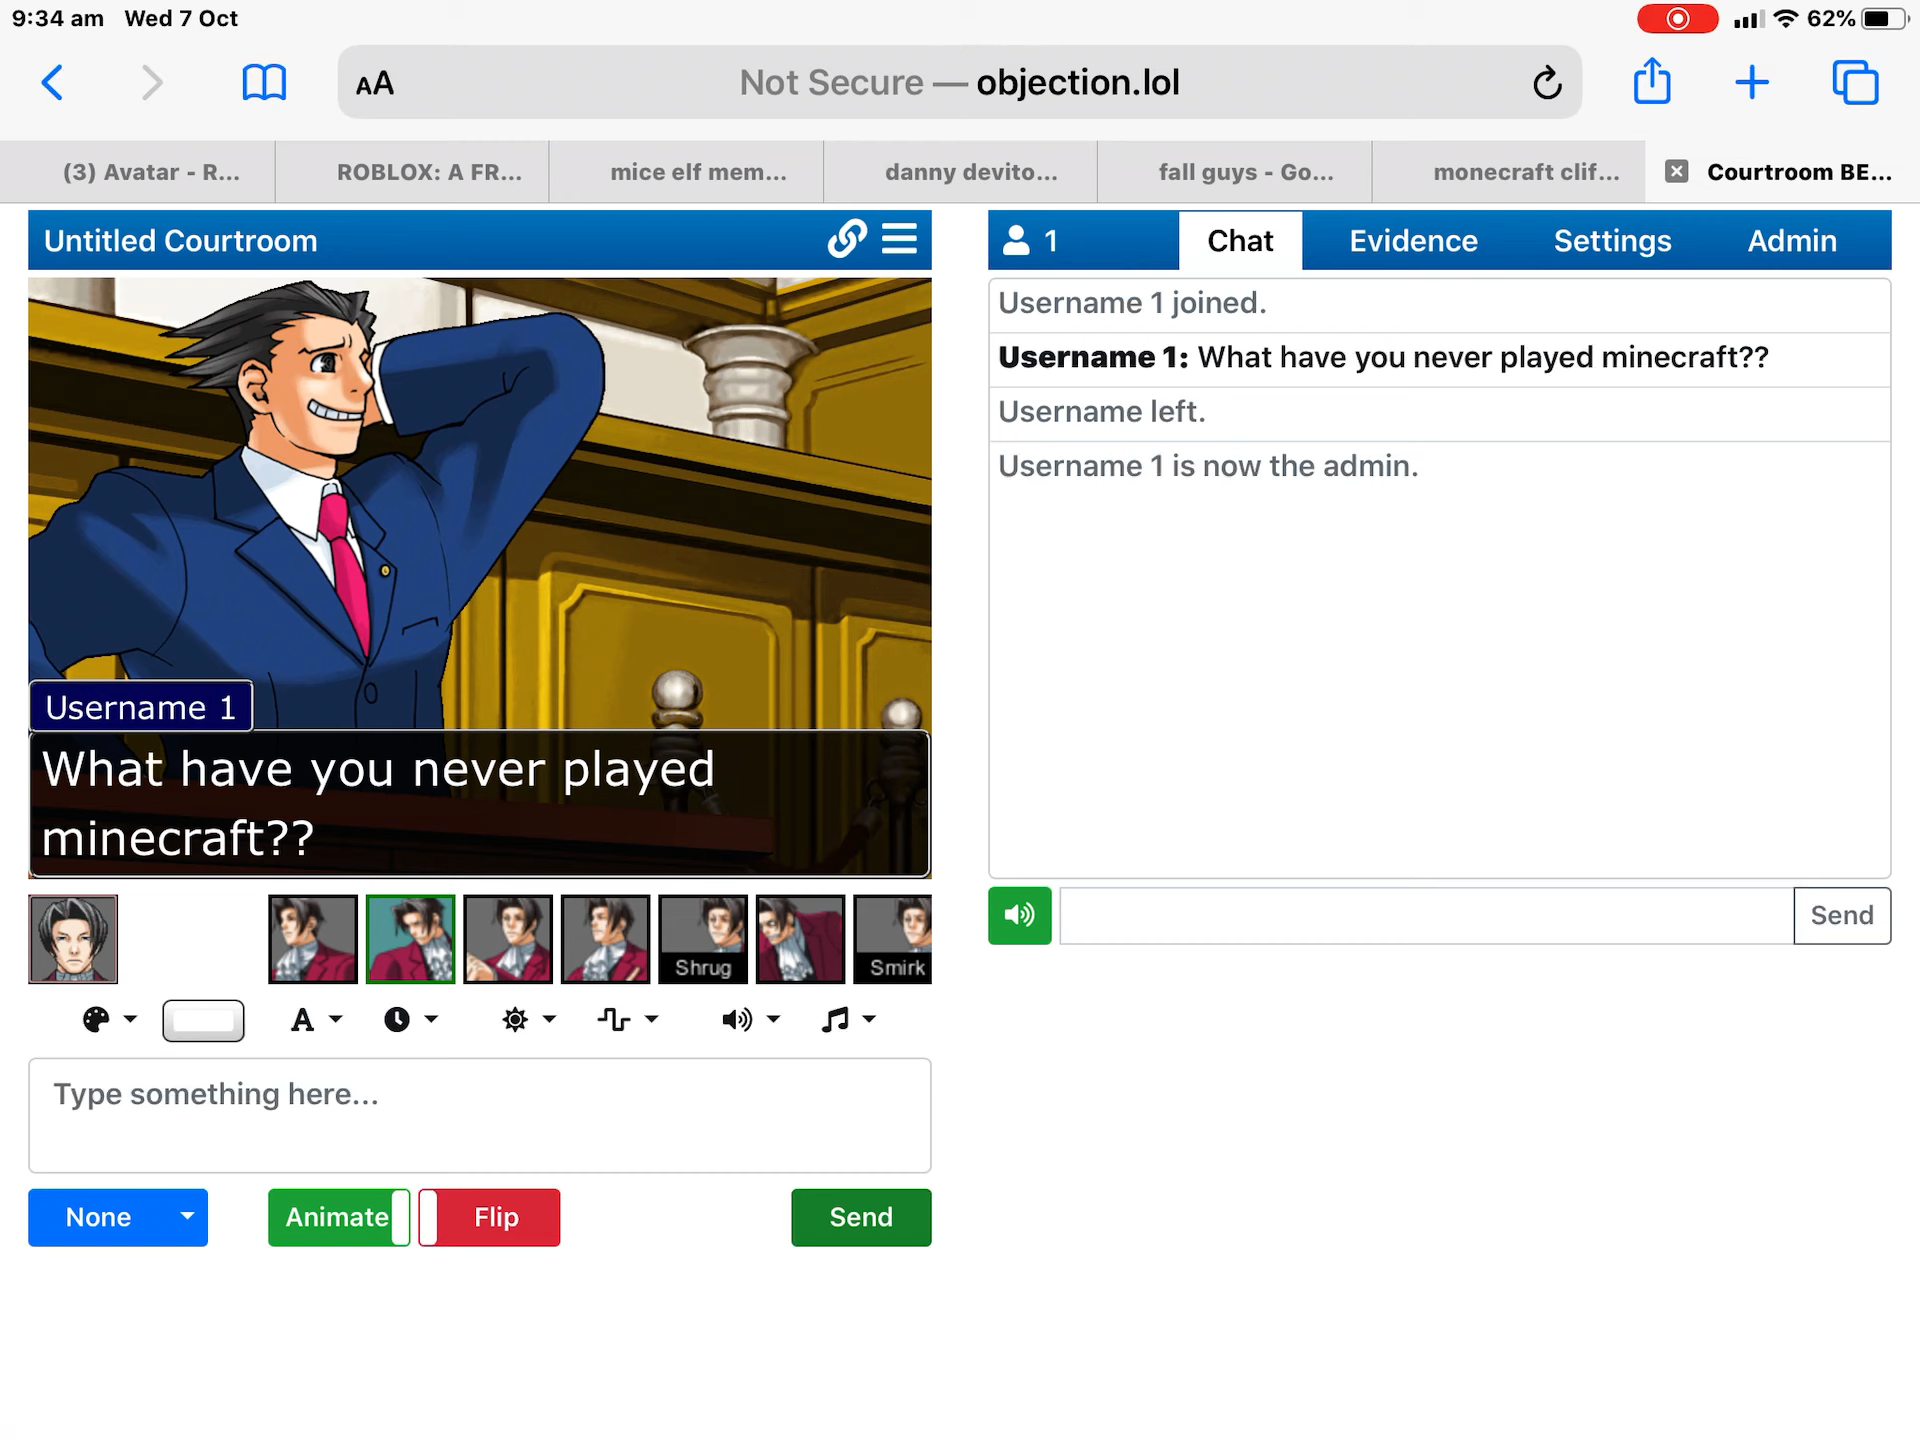 9:34 am Wed 7 Oct
62%
AA
Not Secure — objection.lol
(3) Avatar - R...
ROBLOX: A FR...
mice elf mem...
danny devito...
fall guys - Go...
monecraft clif...
Courtroom BE...
Untitled Courtroom
1
Chat
Evidence
Settings
Admin
Username 1 joined.
Username 1: What have you never played minecraft??
Username left.
Username 1 is now the admin.
Username 1
What have you never played
minecraft??
Shrug
Smirk
Send
A
Type something here...
None
Animate
Flip
Send